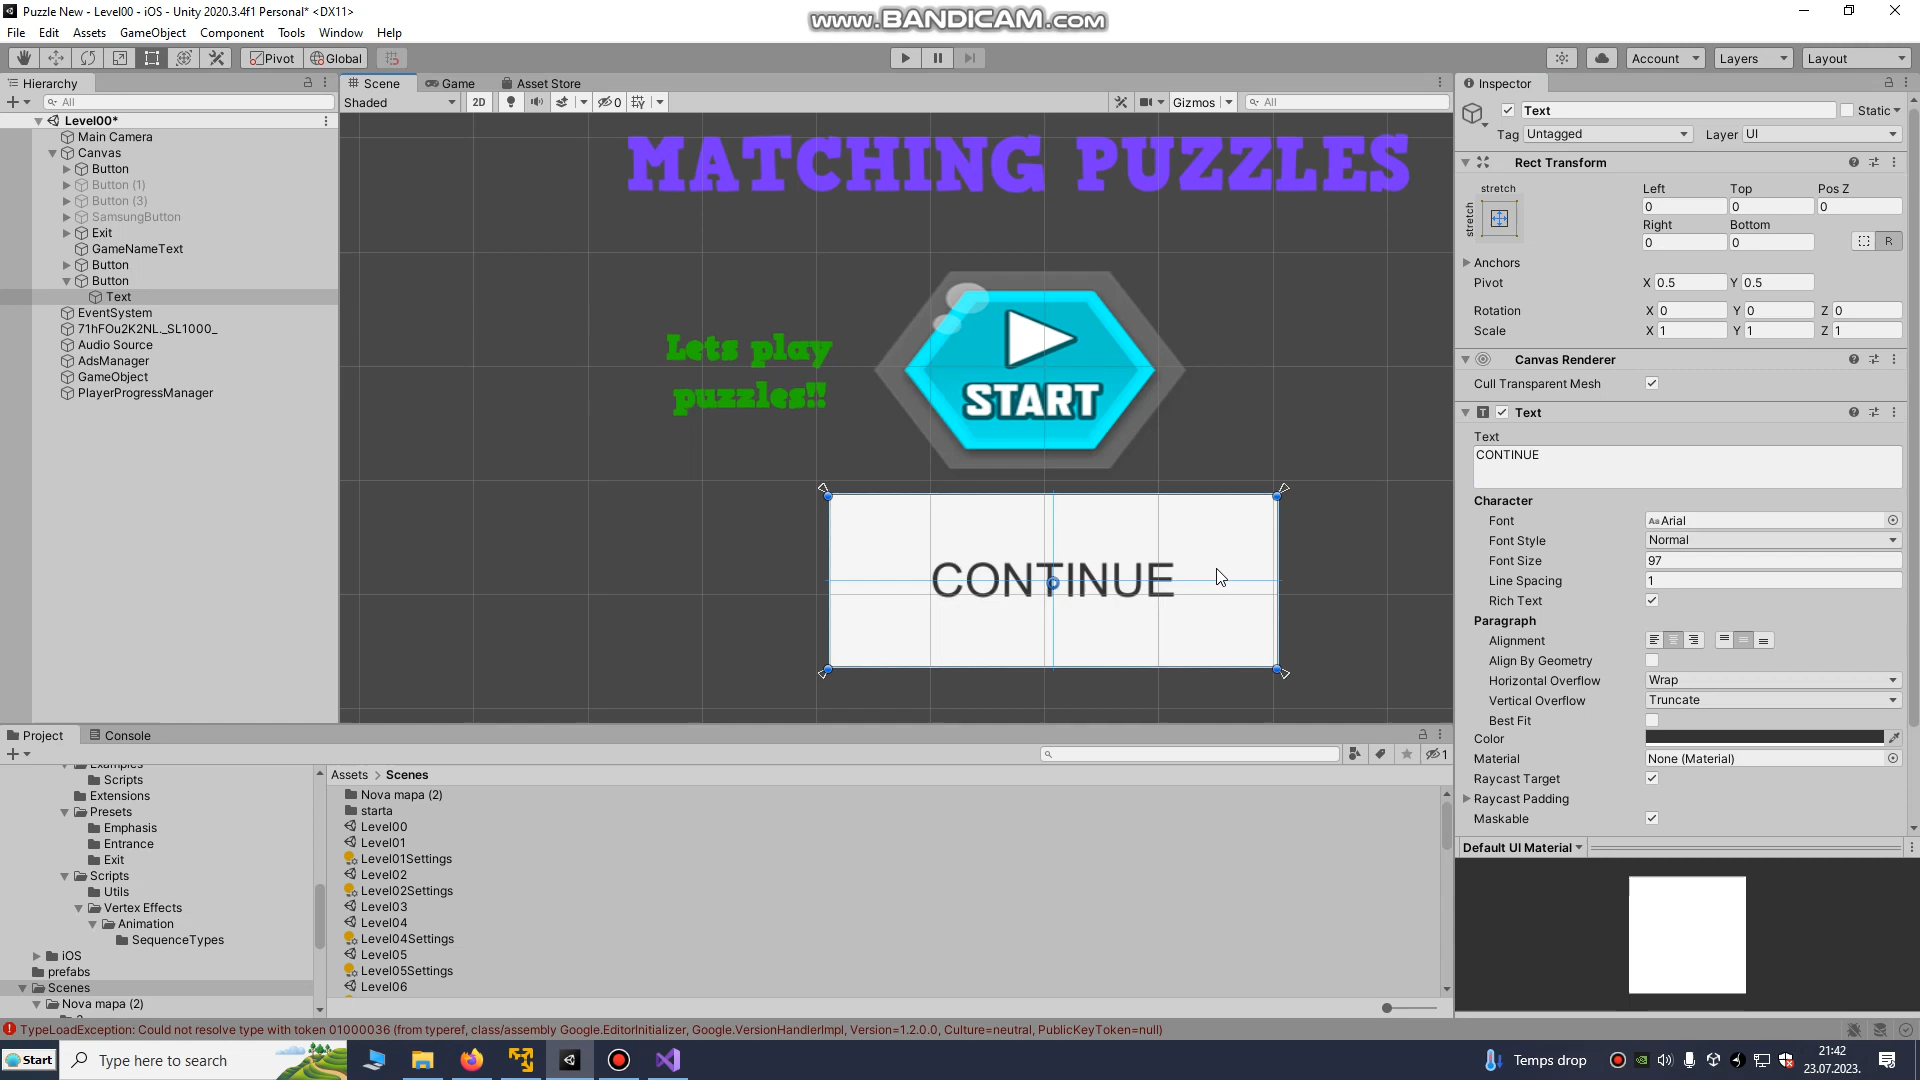 Puzzle New - Level00 - iOS - Unity 2020.3.4f1 Personal* <DX11>
www.BANDICAM.com
File Edit Assets GameObject Component Tools Window Help
Pivot Global Account Layers Layout
Hierarchy
All
Level00*
Main Camera
Canvas
Button
Button (1)
Button (3)
SamsungButton
Exit
GameNameText
Button
Button
Text
EventSystem
71hFOu2K2NL._SL1000_
Audio Source
AdsManager
GameObject
PlayerProgressManager
Scene Game Asset Store
Shaded 2D 0 Gizmos All
MATCHING PUZZLES
Lets play
puzzles!!
START
CONTINUE
Inspector
Text Static
Tag Untagged Layer UI
Rect Transform
stretch
stretch
Left Top Pos Z
0 0 0
Right Bottom
0 0 R
Anchors
Pivot X 0.5 Y 0.5
Rotation X 0 Y 0 Z 0
Scale X 1 Y 1 Z 1
Canvas Renderer
Cull Transparent Mesh
Text
Text
CONTINUE
Character
Font Aa Arial
Font Style Normal
Font Size 97
Line Spacing 1
Rich Text
Paragraph
Alignment
Align By Geometry
Horizontal Overflow Wrap
Vertical Overflow Truncate
Best Fit
Color
Material None (Material)
Raycast Target
Raycast Padding
Maskable
Default UI Material
Project Console
1
Examples
Scripts
Extensions
Presets
Emphasis
Entrance
Exit
Scripts
Utils
Vertex Effects
Animation
SequenceTypes
iOS
prefabs
Scenes
Nova mapa (2)
Assets > Scenes
Nova mapa (2)
starta
Level00
Level01
Level01Settings
Level02
Level02Settings
Level03
Level04
Level04Settings
Level05
Level05Settings
Level06
TypeLoadException: Could not resolve type with token 01000036 (from typeref, class/assembly Google.EditorInitializer, Google.VersionHandlerImpl, Version=1.2.0.0, Culture=neutral, PublicKeyToken=null)
Start Type here to search Temps drop
21:42
23.07.2023.